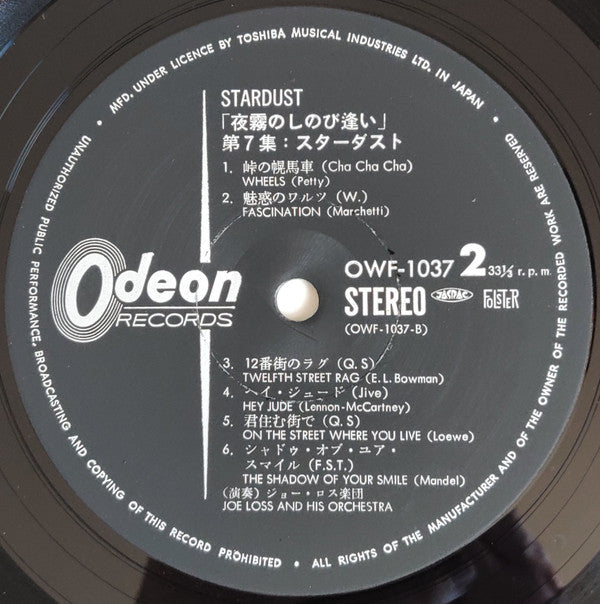 MFD. UNDER LICENCE BY TOSHIBA MUSICAL INDUSTRIES LTD. IN JAPAN •
UNAUTHORIZED PUBLIC PERFORMANCE, BROADCASTING AND COPYING OF THIS RECORD PROHIBITED • ALL RIGHTS OF THE MANUFACTURER AND OF THE OWNER OF THE RECORDED WORK ARE RESERVED •
STARDUST
「夜霧のしのび逢い」
第7集:スターダスト
1. 峠の幌馬車 (Cha Cha Cha)
WHEELS (Petty)
2. 魅惑のワルツ (W.)
FASCINATION (Marchetti)
Odeon
RECORDS
OWF-1037 2 33⅓ r. p. m.
STEREO JASRAC POLSTER
(OWF-1037-B)
3. 12番街のラグ (Q. S)
TWELFTH STREET RAG (E. L. Bowman)
4. ヘイ・ジュード (Jive)
HEY JUDE (Lennon-McCartney)
5. 君住む街で (Q. S)
ON THE STREET WHERE YOU LIVE (Loewe)
6. シャドゥ・オブ・ユア・
スマイル (F.S.T.)
THE SHADOW OF YOUR SMILE (Mandel)
(演奏) ジョー・ロス楽団
JOE LOSS AND HIS ORCHESTRA